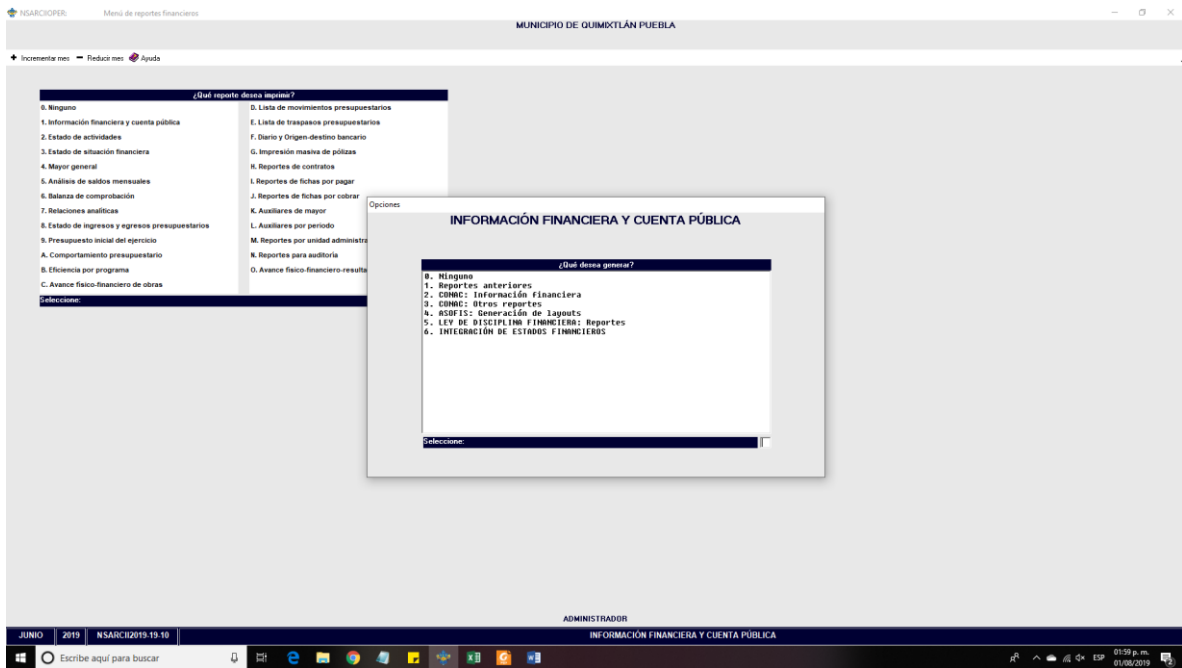 NSARCIIOPER: Menú de reportes financieros
MUNICIPIO DE QUIMIXTLÁN PUEBLA
Incrementar mes Reducir mes Ayuda
¿Qué reporte desea imprimir?
0. Ninguno
1. Información financiera y cuenta pública
2. Estado de actividades
3. Estado de situación financiera
4. Mayor general
5. Análisis de saldos mensuales
6. Balanza de comprobación
7. Relaciones analíticas
8. Estado de ingresos y egresos presupuestarios
9. Presupuesto inicial del ejercicio
A. Comportamiento presupuestario
B. Eficiencia por programa
C. Avance físico-financiero de obras
D. Lista de movimientos presupuestarios
E. Lista de traspasos presupuestarios
F. Diario y Origen-destino bancario
G. Impresión masiva de pólizas
H. Reportes de contratos
I. Reportes de fichas por pagar
J. Reportes de fichas por cobrar
K. Auxiliares de mayor
L. Auxiliares por periodo
M. Reportes por unidad administra
N. Reportes para auditoría
O. Avance físico-financiero-resulta
Seleccione:
Opciones
INFORMACIÓN FINANCIERA Y CUENTA PÚBLICA
¿Qué desea generar?
0. Ninguno
1. Reportes anteriores
2. CONAC: Información financiera
3. CONAC: Otros reportes
4. ASOFIS: Generación de layouts
5. LEY DE DISCIPLINA FINANCIERA: Reportes
6. INTEGRACIÓN DE ESTADOS FINANCIEROS
Seleccione:
ADMINISTRADOR
JUNIO 2019 NSARCII2019-19-10 INFORMACIÓN FINANCIERA Y CUENTA PÚBLICA
Escribe aquí para buscar
ESP
01:59 p. m.
01/08/2019